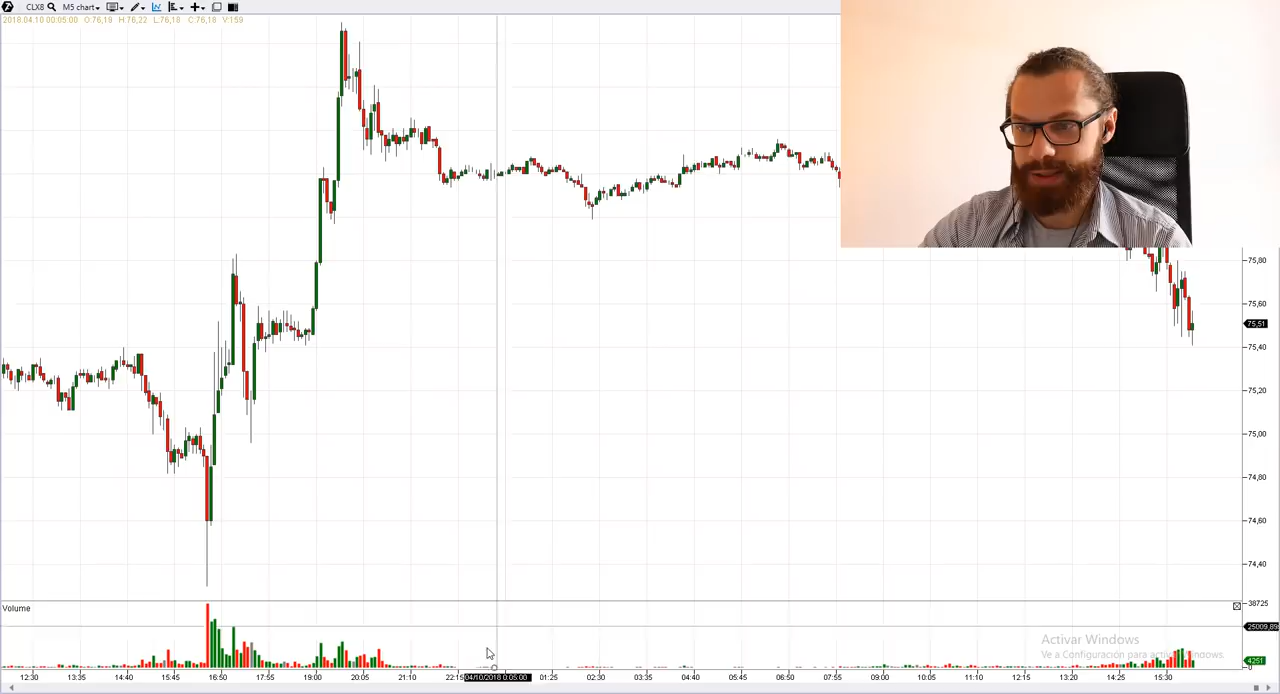 CLX8 M5 chart
2018.04.10 00:05:00 O:76,19 H:76,22 L:76,18 C:76,18 V:159
75,80
75,60
75,51
75,40
75,20
75,00
74,80
74,60
74,40
Volume
38725
25009,896
4251
0
Activar Windows
Ve a Configuración para activar Windows.
12:30 13:35 14:40 15:45 16:50 17:55 19:00 20:05 21:10 22:15 04/10/2018 0:05:00 01:25 02:30 03:35 04:40 05:45 06:50 07:55 09:00 10:05 11:10 12:15 13:20 14:25 15:30